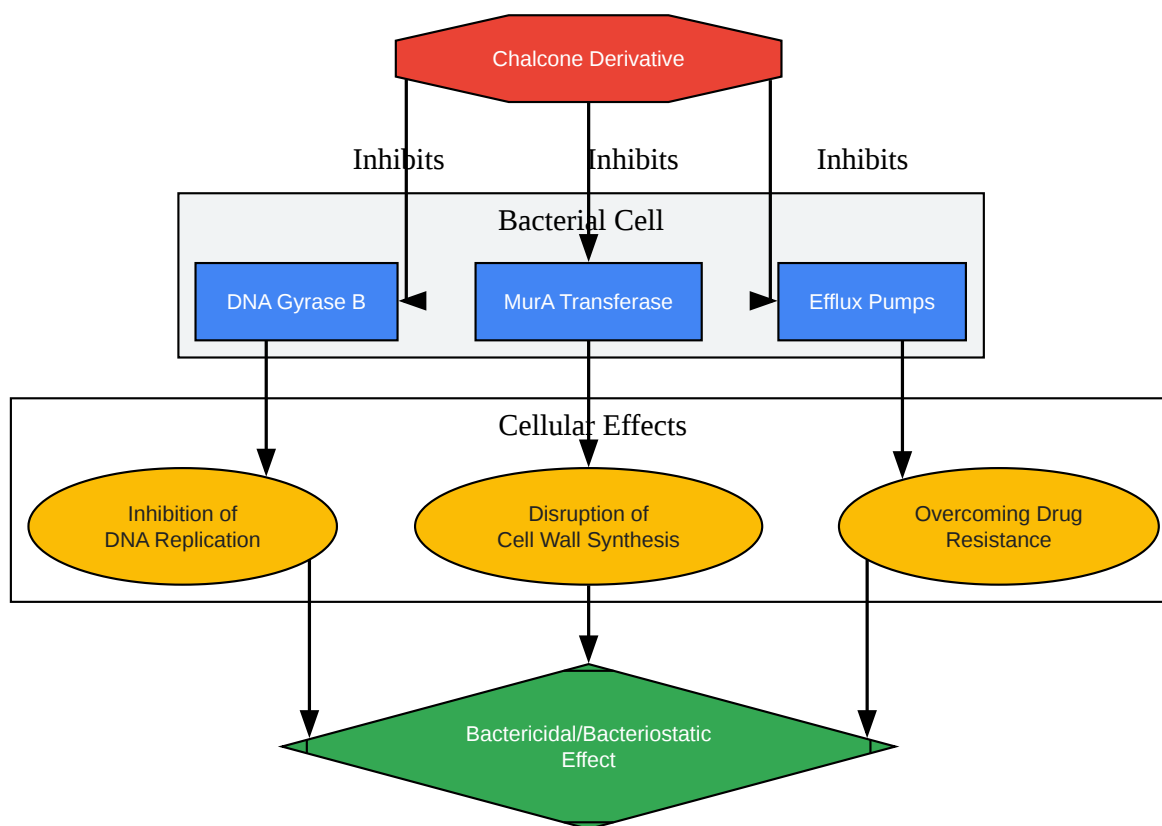 Chalcone Derivative
Inhibits
Inhibits
Inhibits
Bacterial Cell
DNA Gyrase B
MurA Transferase
Efflux Pumps
Cellular Effects
Inhibition of
DNA Replication
Disruption of
Cell Wall Synthesis
Overcoming Drug
Resistance
Bactericidal/Bacteriostatic
Effect